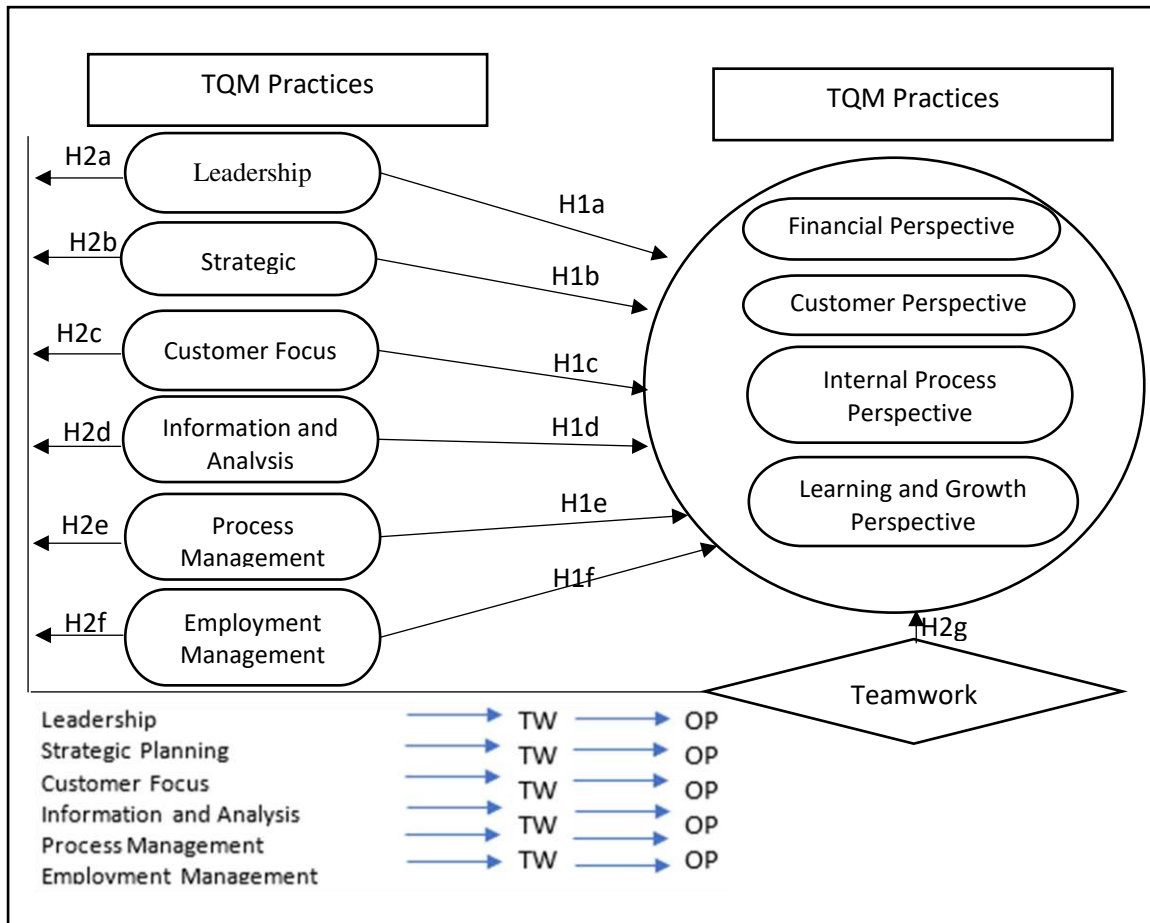 TQM Practices
TQM Practices
H2a
Leadership
H1a
Financial Perspective
H2b
Strategic
H1b
Customer Perspective
H2c
Customer Focus
H1c
Internal Process
Perspective
H2d
Information and
Analysis
H1d
Learning and Growth
Perspective
H2e
Process
Management
H1e
H2f
Employment
Management
H1f
H2g
Teamwork
Leadership
TW OP
Strategic Planning
TW OP
Customer Focus
TW OP
Information and Analysis
TW OP
Process Management
TW OP
Employment Management